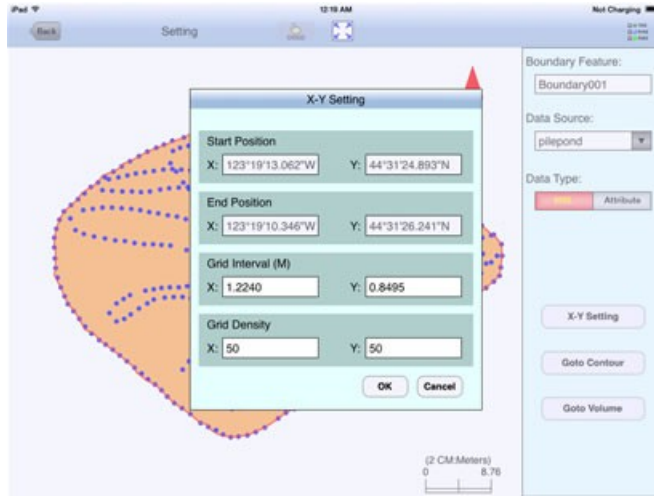 iPad 12:19 AM Not Charging
Back Setting
Boundary Feature:
Boundary001
Data Source:
pilepond
Data Type:
Attribute
X-Y Setting
Start Position
X: 123°19'13.062"W Y: 44°31'24.893"N
End Position
X: 123°19'10.346"W Y: 44°31'26.241"N
Grid Interval (M)
X: 1.2240 Y: 0.8495
Grid Density
X: 50 Y: 50
OK Cancel
X-Y Setting
Goto Contour
Goto Volume
(2 CM:Meters)
0 8.76